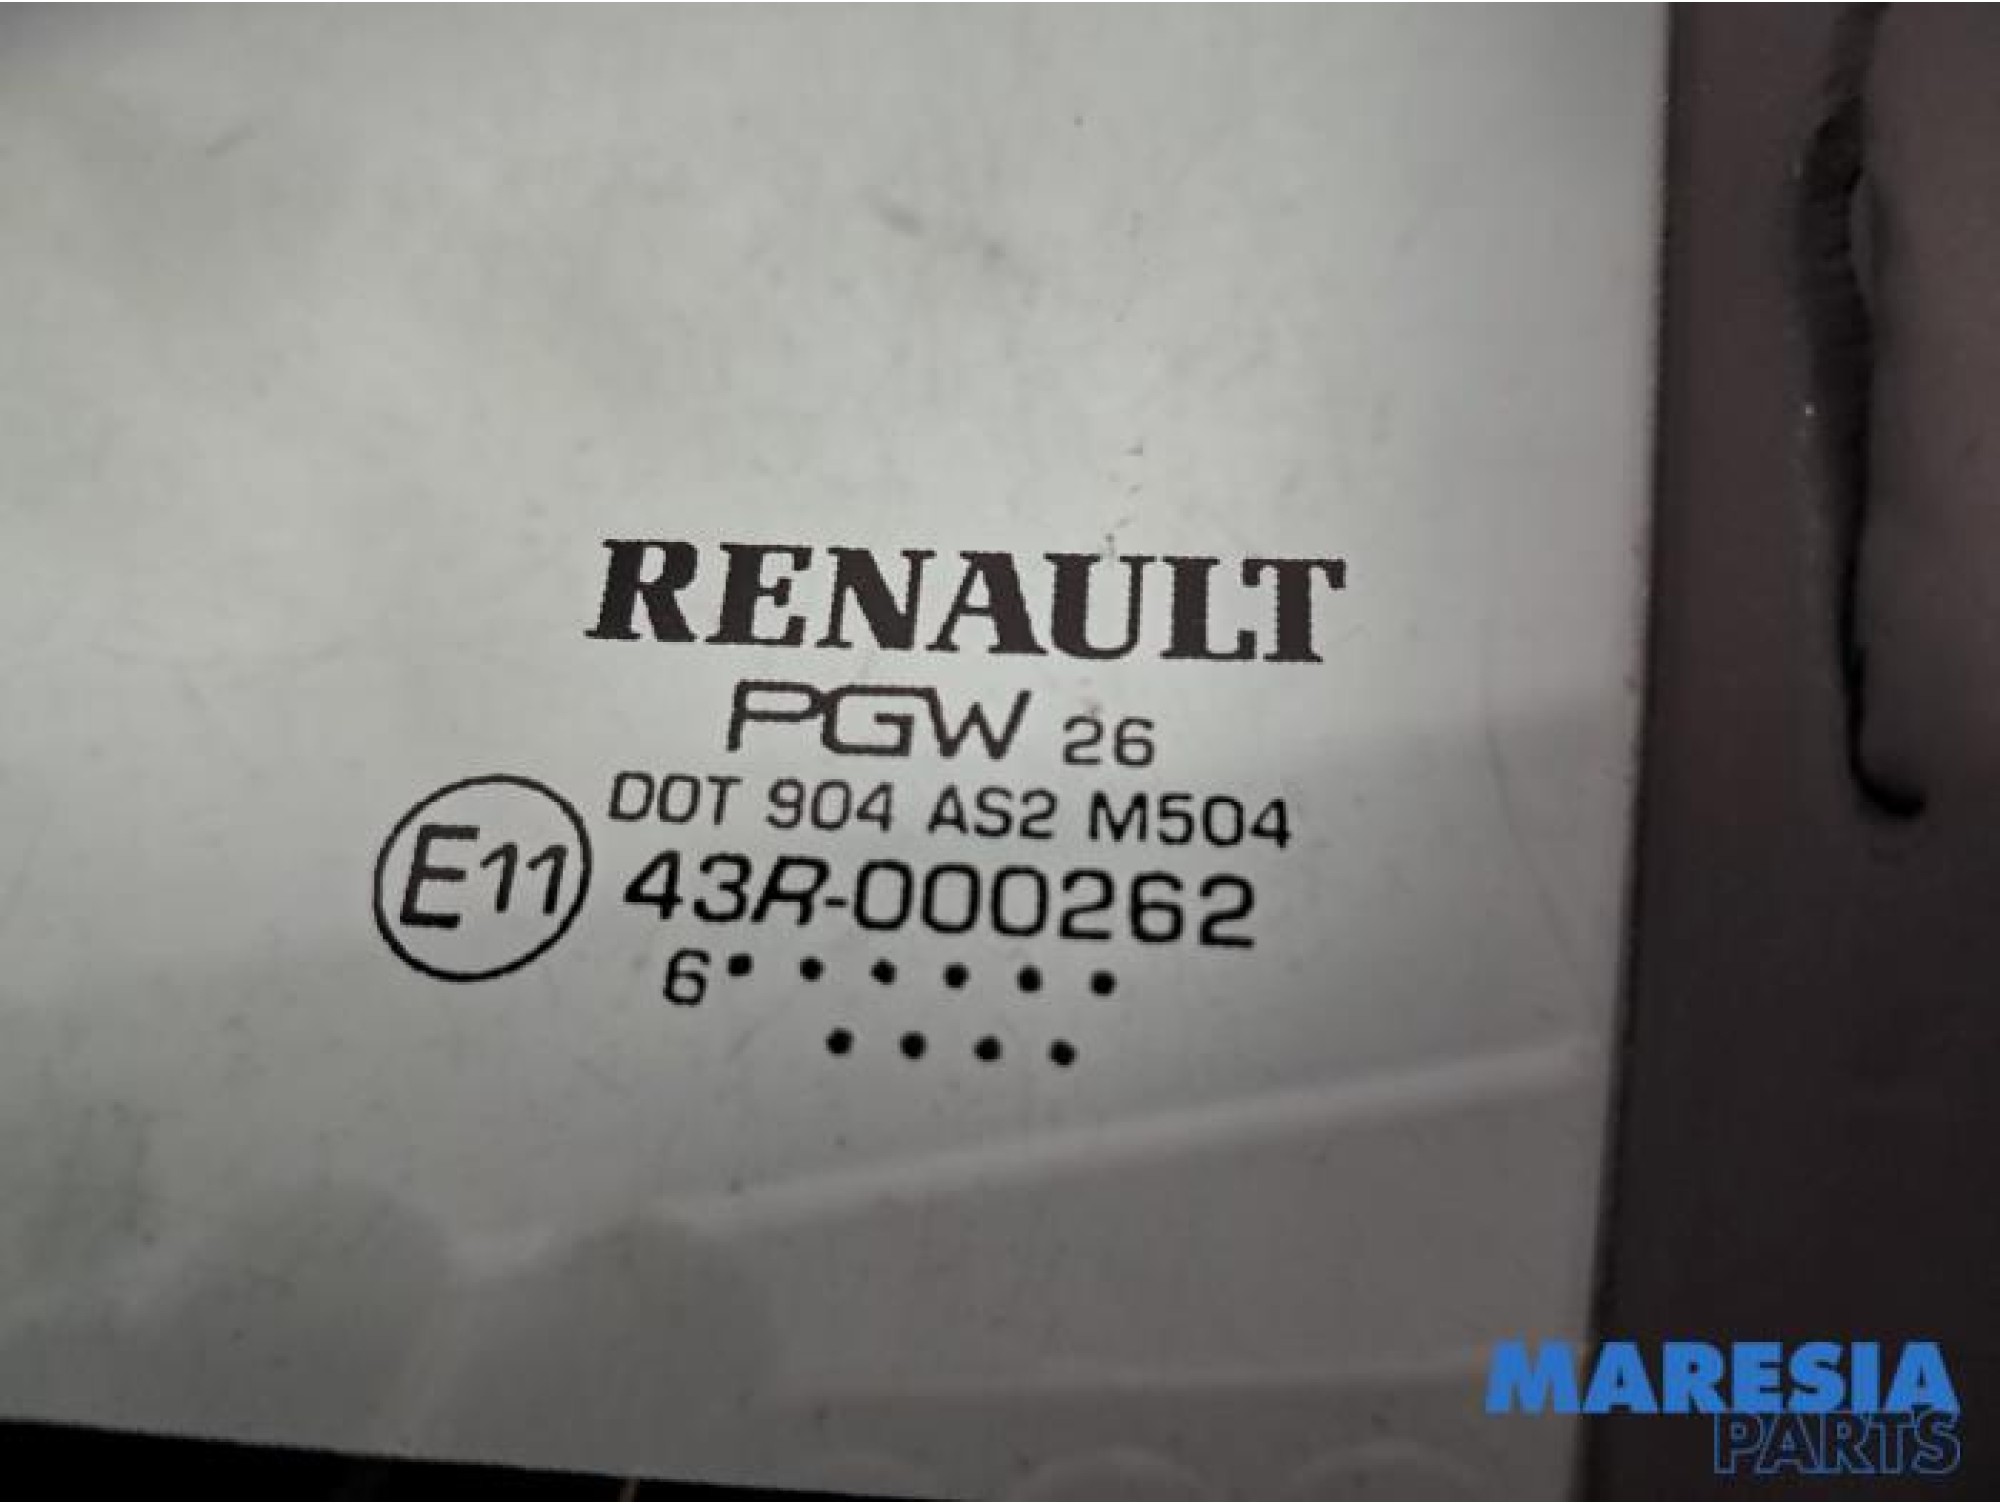 RENAULT
PGW 26
DOT 904 AS2 M504
E11 43R-000262
6• • • • • •
• • • •
MARESIA
PARTS